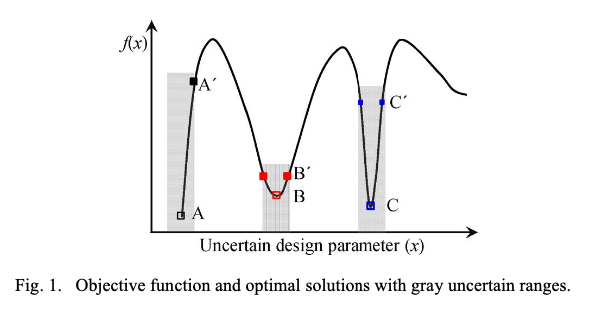 f(x)
A´
B´
B
C´
A
C
Uncertain design parameter (x)
Fig. 1. Objective function and optimal solutions with gray uncertain ranges.